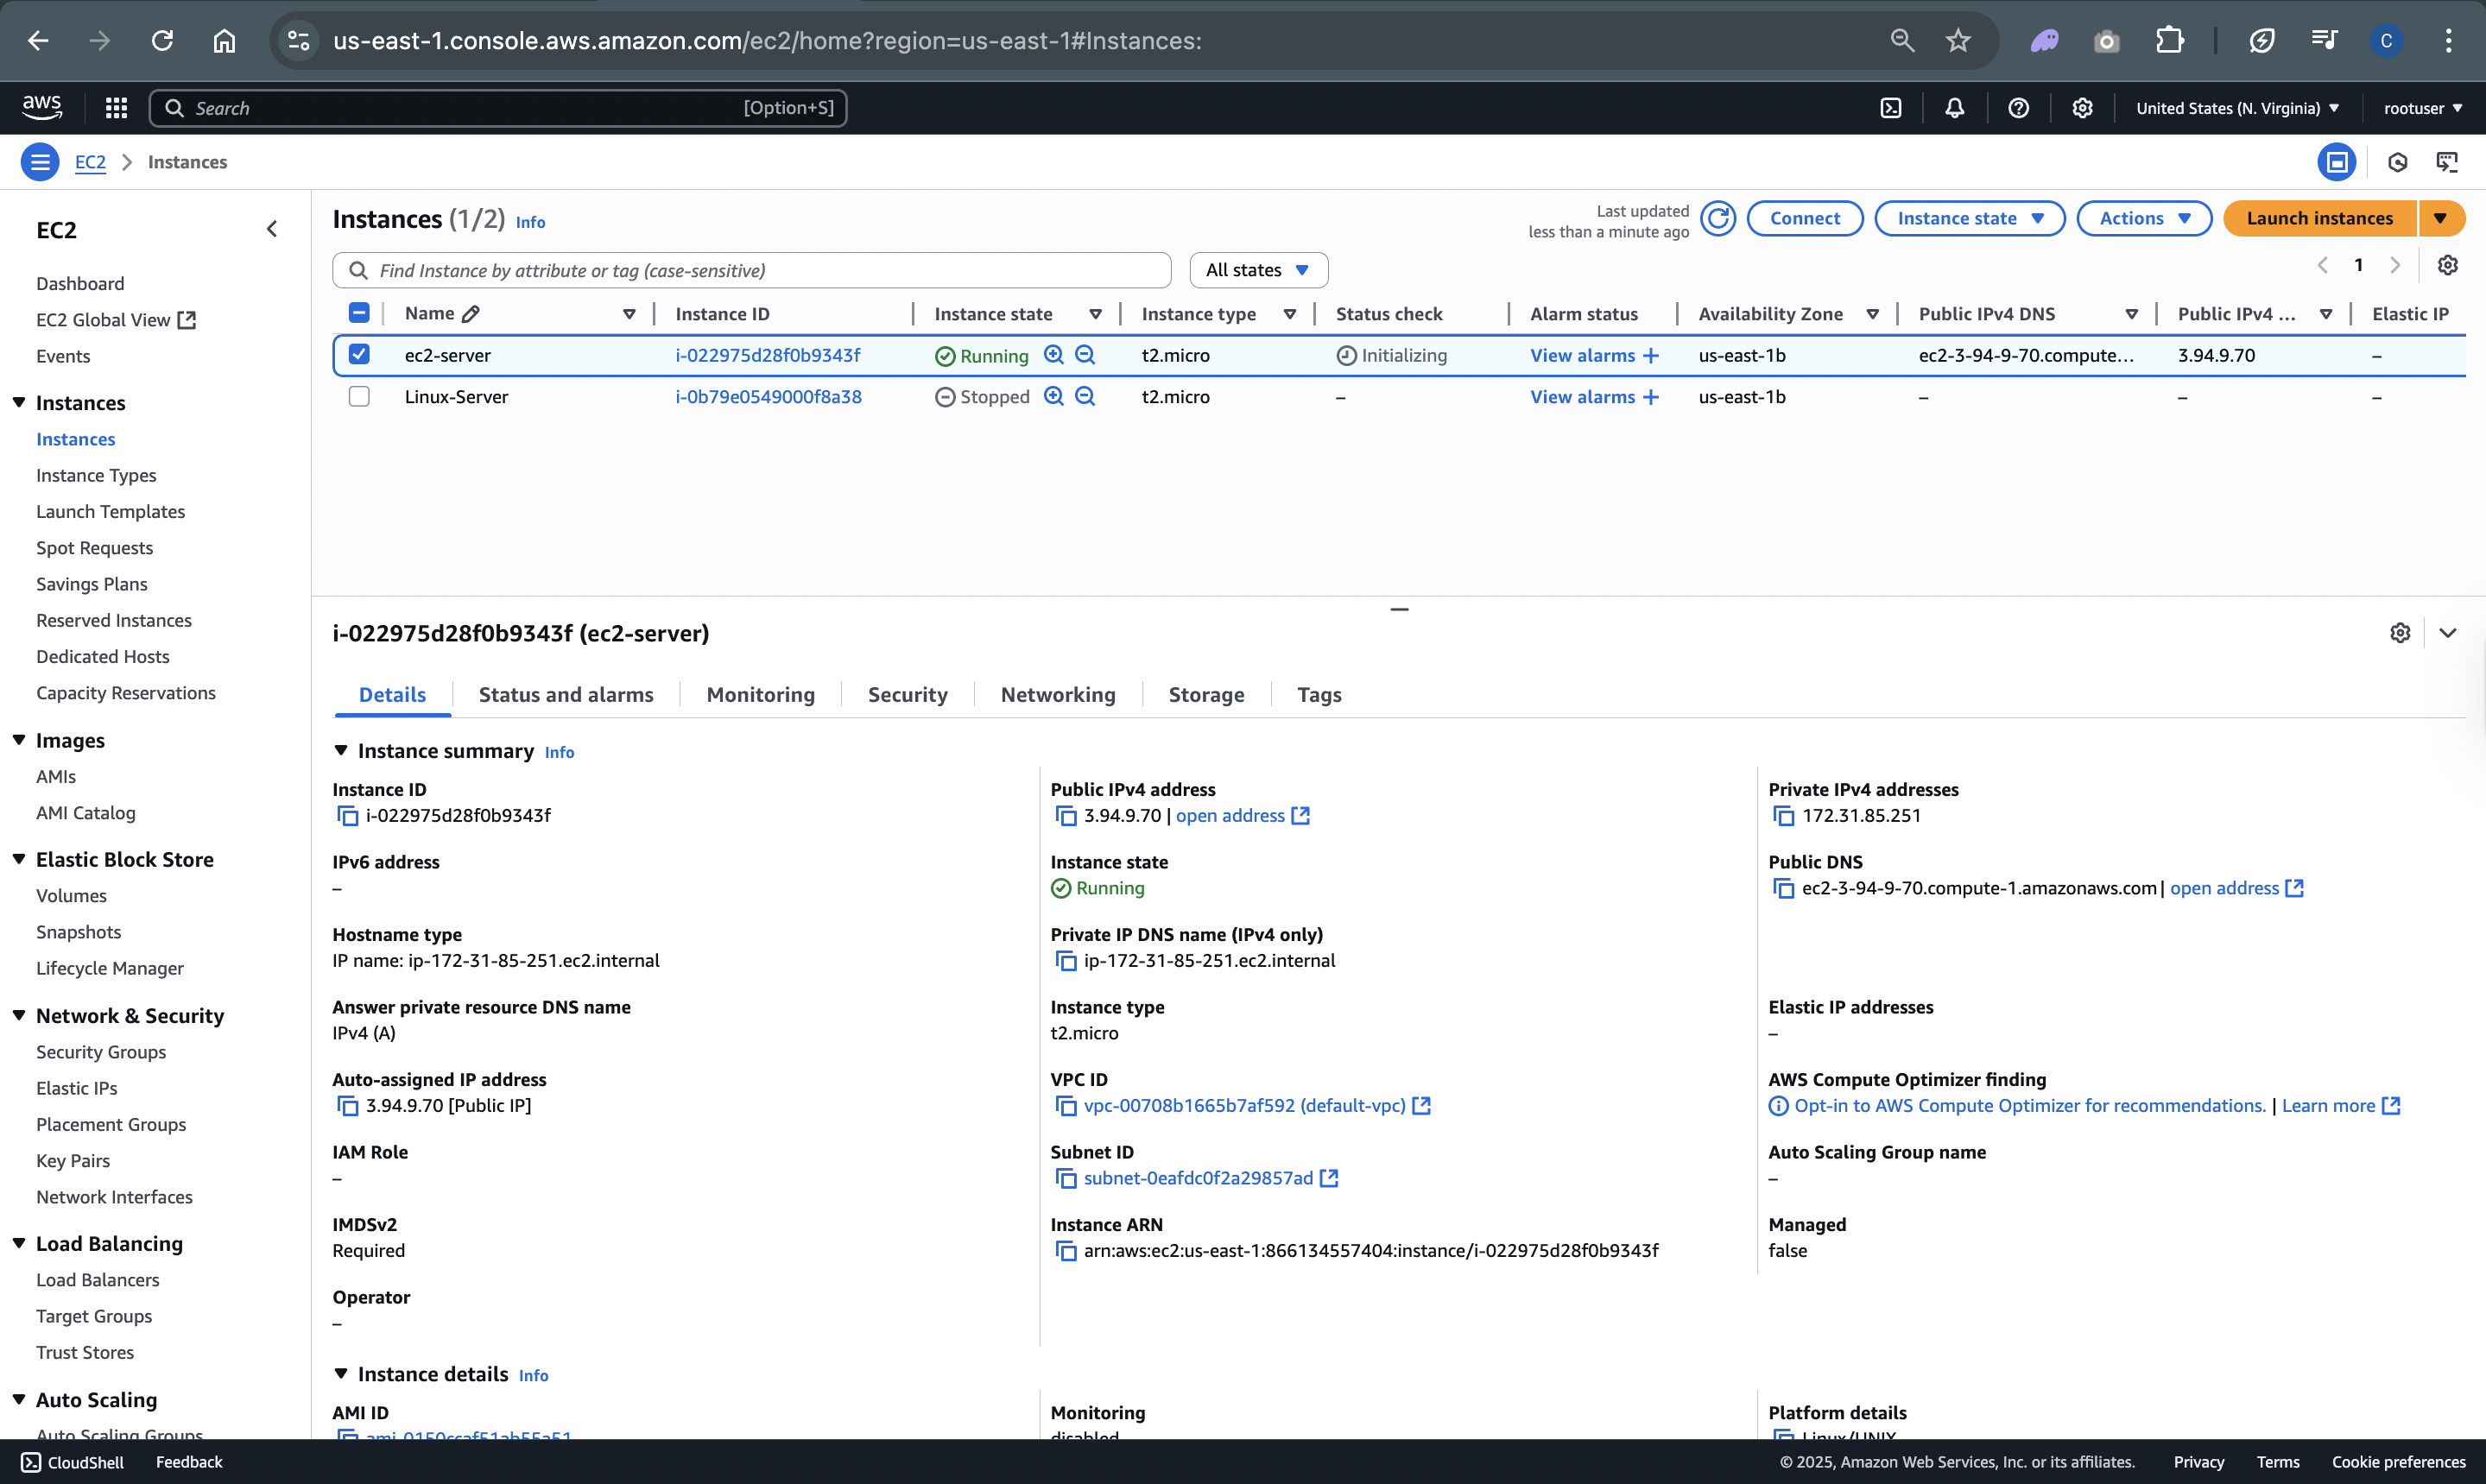 us-east-1.console.aws.amazon.com/ec2/home?region=us-east-1#Instances:
C
aws
Search [Option+S]
United States (N. Virginia)
rootuser
EC2 > Instances
EC2
Dashboard
EC2 Global View
Events
Instances
Instances
Instance Types
Launch Templates
Spot Requests
Savings Plans
Reserved Instances
Dedicated Hosts
Capacity Reservations
Images
AMIs
AMI Catalog
Elastic Block Store
Volumes
Snapshots
Lifecycle Manager
Network & Security
Security Groups
Elastic IPs
Placement Groups
Key Pairs
Network Interfaces
Load Balancing
Load Balancers
Target Groups
Trust Stores
Auto Scaling
Auto Scaling Groups
Instances (1/2) Info
Last updated
less than a minute ago
Connect
Instance state
Actions
Launch instances
Find Instance by attribute or tag (case-sensitive)
All states
1
Name Instance ID Instance state Instance type Status check Alarm status Availability Zone Public IPv4 DNS Public IPv4 ... Elastic IP
ec2-server i-022975d28f0b9343f Running t2.micro Initializing View alarms + us-east-1b ec2-3-94-9-70.compute... 3.94.9.70 –
Linux-Server i-0b79e0549000f8a38 Stopped t2.micro – View alarms + us-east-1b – – –
i-022975d28f0b9343f (ec2-server)
Details
Status and alarms
Monitoring
Security
Networking
Storage
Tags
Instance summary Info
Instance ID
i-022975d28f0b9343f
IPv6 address
–
Hostname type
IP name: ip-172-31-85-251.ec2.internal
Answer private resource DNS name
IPv4 (A)
Auto-assigned IP address
3.94.9.70 [Public IP]
IAM Role
–
IMDSv2
Required
Operator
–
Public IPv4 address
3.94.9.70 | open address
Instance state
Running
Private IP DNS name (IPv4 only)
ip-172-31-85-251.ec2.internal
Instance type
t2.micro
VPC ID
vpc-00708b1665b7af592 (default-vpc)
Subnet ID
subnet-0eafdc0f2a29857ad
Instance ARN
arn:aws:ec2:us-east-1:866134557404:instance/i-022975d28f0b9343f
Private IPv4 addresses
172.31.85.251
Public DNS
ec2-3-94-9-70.compute-1.amazonaws.com | open address
Elastic IP addresses
–
AWS Compute Optimizer finding
Opt-in to AWS Compute Optimizer for recommendations. | Learn more
Auto Scaling Group name
–
Managed
false
Instance details Info
AMI ID
Monitoring
disabled
Platform details
Linux/UNIX
CloudShell
Feedback
© 2025, Amazon Web Services, Inc. or its affiliates.
Privacy
Terms
Cookie preferences